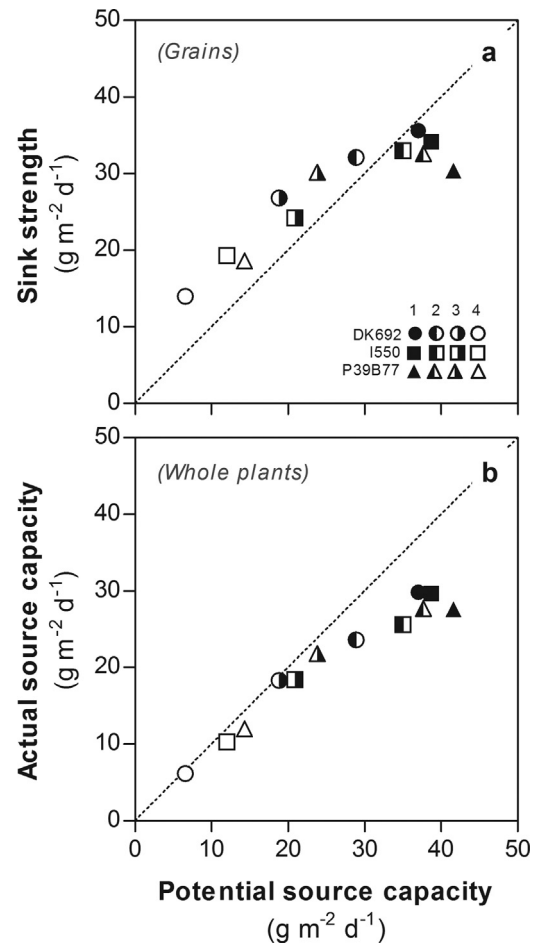 50
(Grains)
a
40
30
20
10
0
Sink strength
(g m⁻² d⁻¹)
1 2 3 4
DK692
I550
P39B77
50
(Whole plants)
b
40
30
20
10
0
Actual source capacity
(g m⁻² d⁻¹)
0 10 20 30 40 50
Potential source capacity
(g m⁻² d⁻¹)